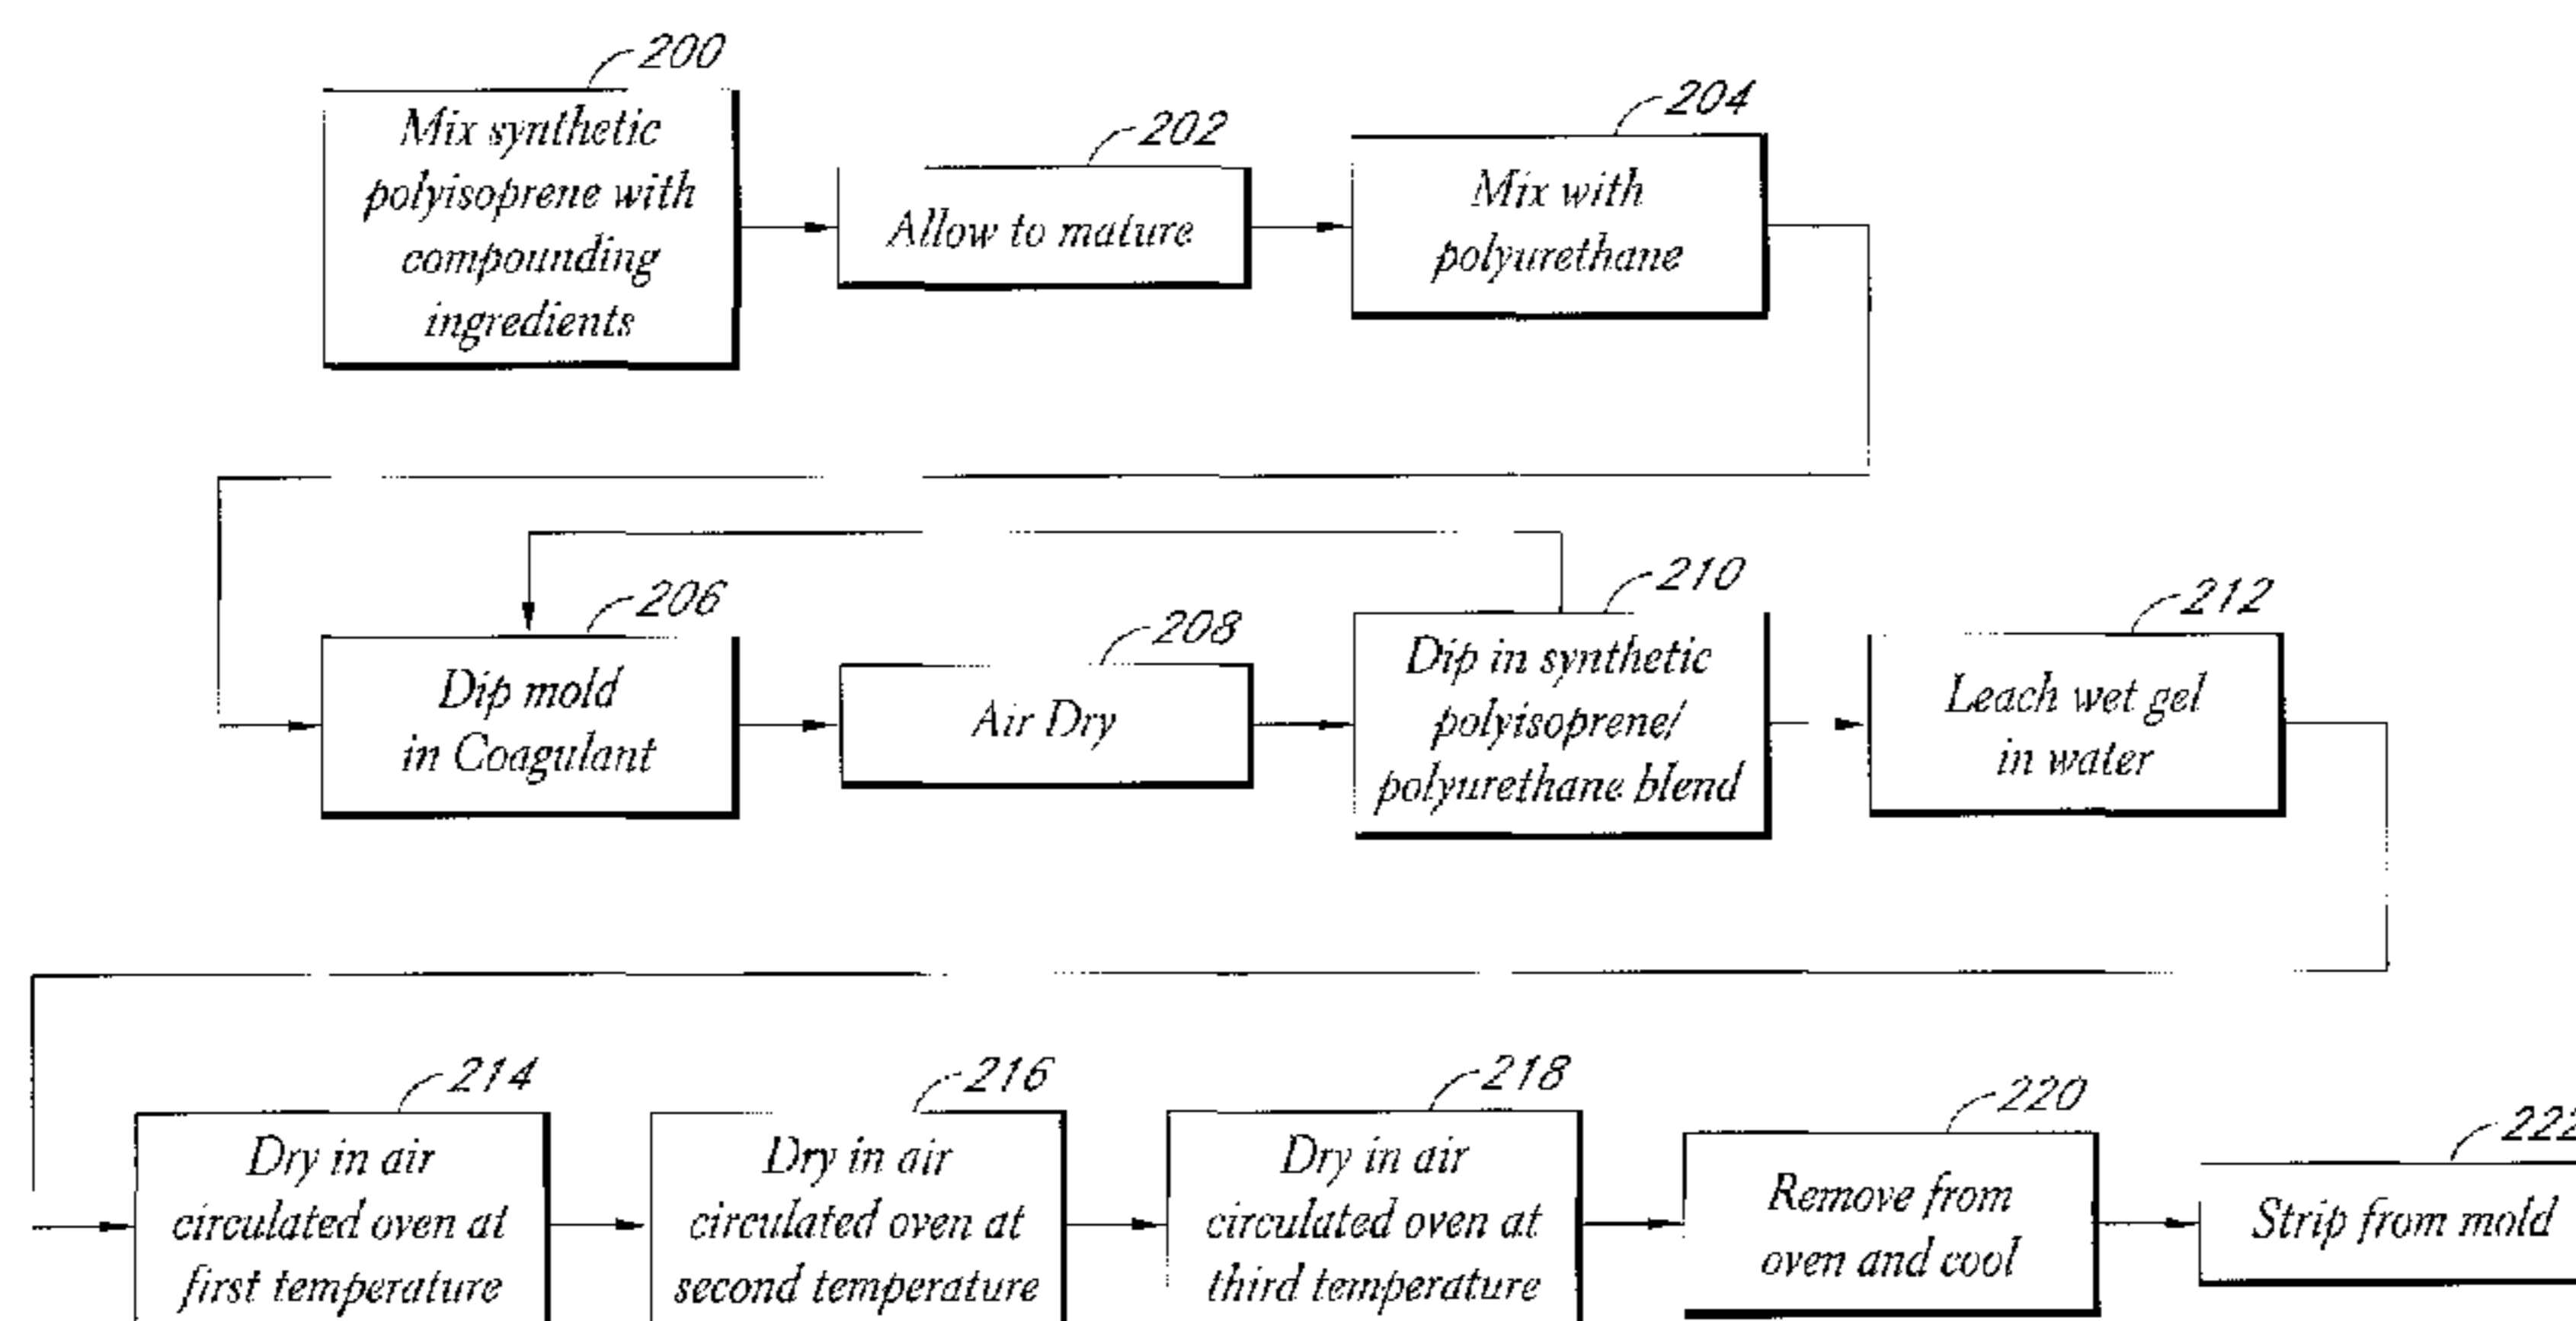 200
Mix synthetic
polyisoprene with
compounding
ingredients
202
Allow to mature
204
Mix with
polyurethane
206
Dip mold
in Coagulant
208
Air Dry
210
Dip in synthetic
polyisoprene/
polyurethane blend
212
Leach wet gel
in water
214
Dry in air
circulated oven at
first temperature
216
Dry in air
circulated oven at
second temperature
218
Dry in air
circulated oven at
third temperature
220
Remove from
oven and cool
222
Strip from mold